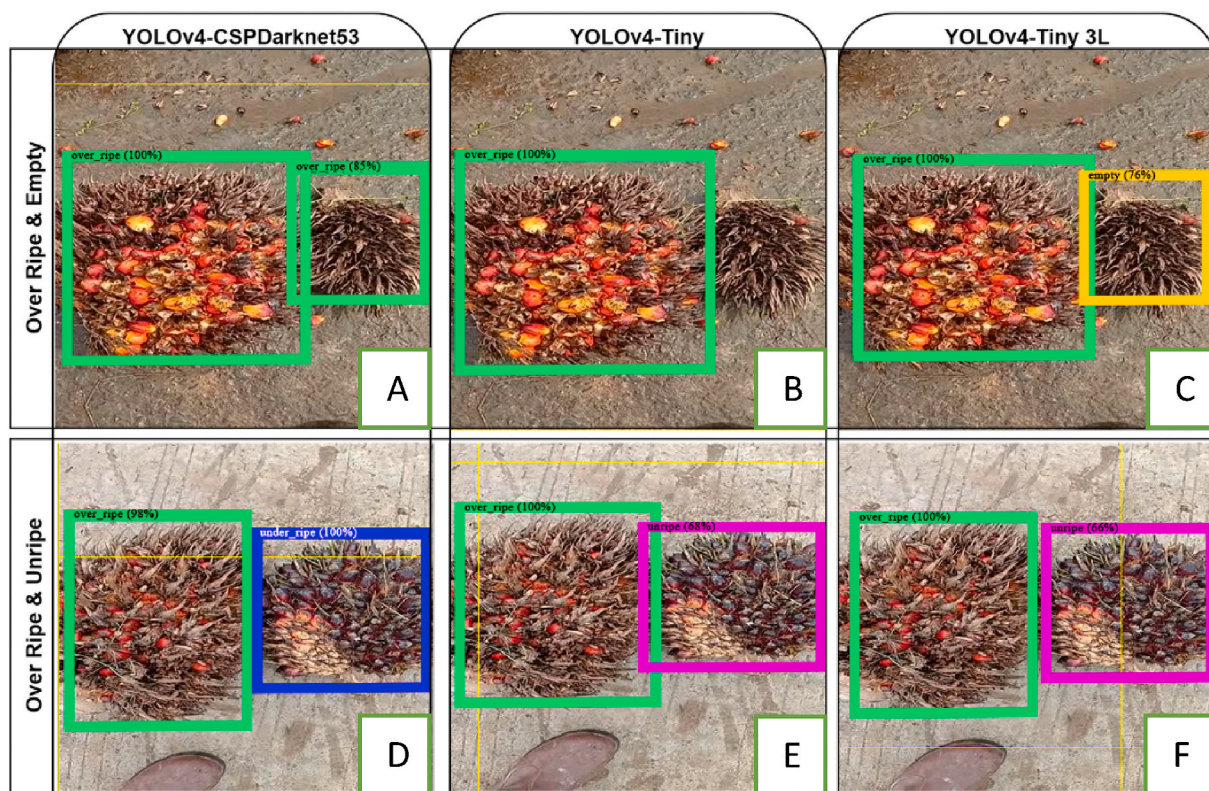 YOLOv4-CSPDarknet53
YOLOv4-Tiny
YOLOv4-Tiny 3L
Over Ripe & Empty
over_ripe (100%)
over_ripe (85%)
A
over_ripe (100%)
B
over_ripe (100%)
empty (76%)
C
Over Ripe & Unripe
over_ripe (98%)
under_ripe (100%)
D
over_ripe (100%)
unripe (68%)
E
over_ripe (100%)
unripe (66%)
F